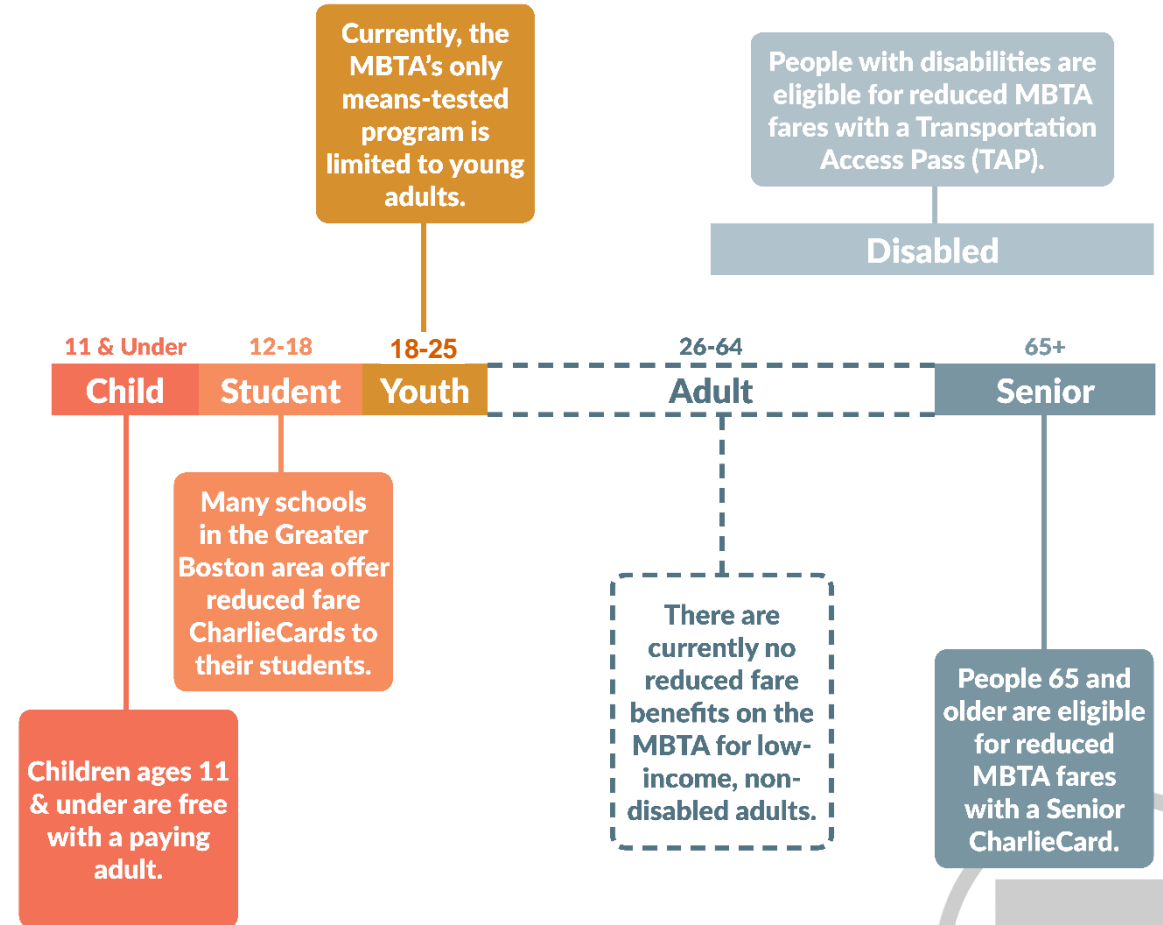 Currently, the
MBTA's only
means-tested
program is
limited to young
adults.
People with disabilities are
eligible for reduced MBTA
fares with a Transportation
Access Pass (TAP).
Disabled
11 & Under
12-18
18-25
26-64
65+
Child
Student
Youth
Adult
Senior
Many schools
in the Greater
Boston area offer
reduced fare
CharlieCards to
their students.
There are
currently no
reduced fare
benefits on the
MBTA for low-
income, non-
disabled adults.
People 65 and
older are eligible
for reduced
MBTA fares
with a Senior
CharlieCard.
Children ages 11
& under are free
with a paying
adult.